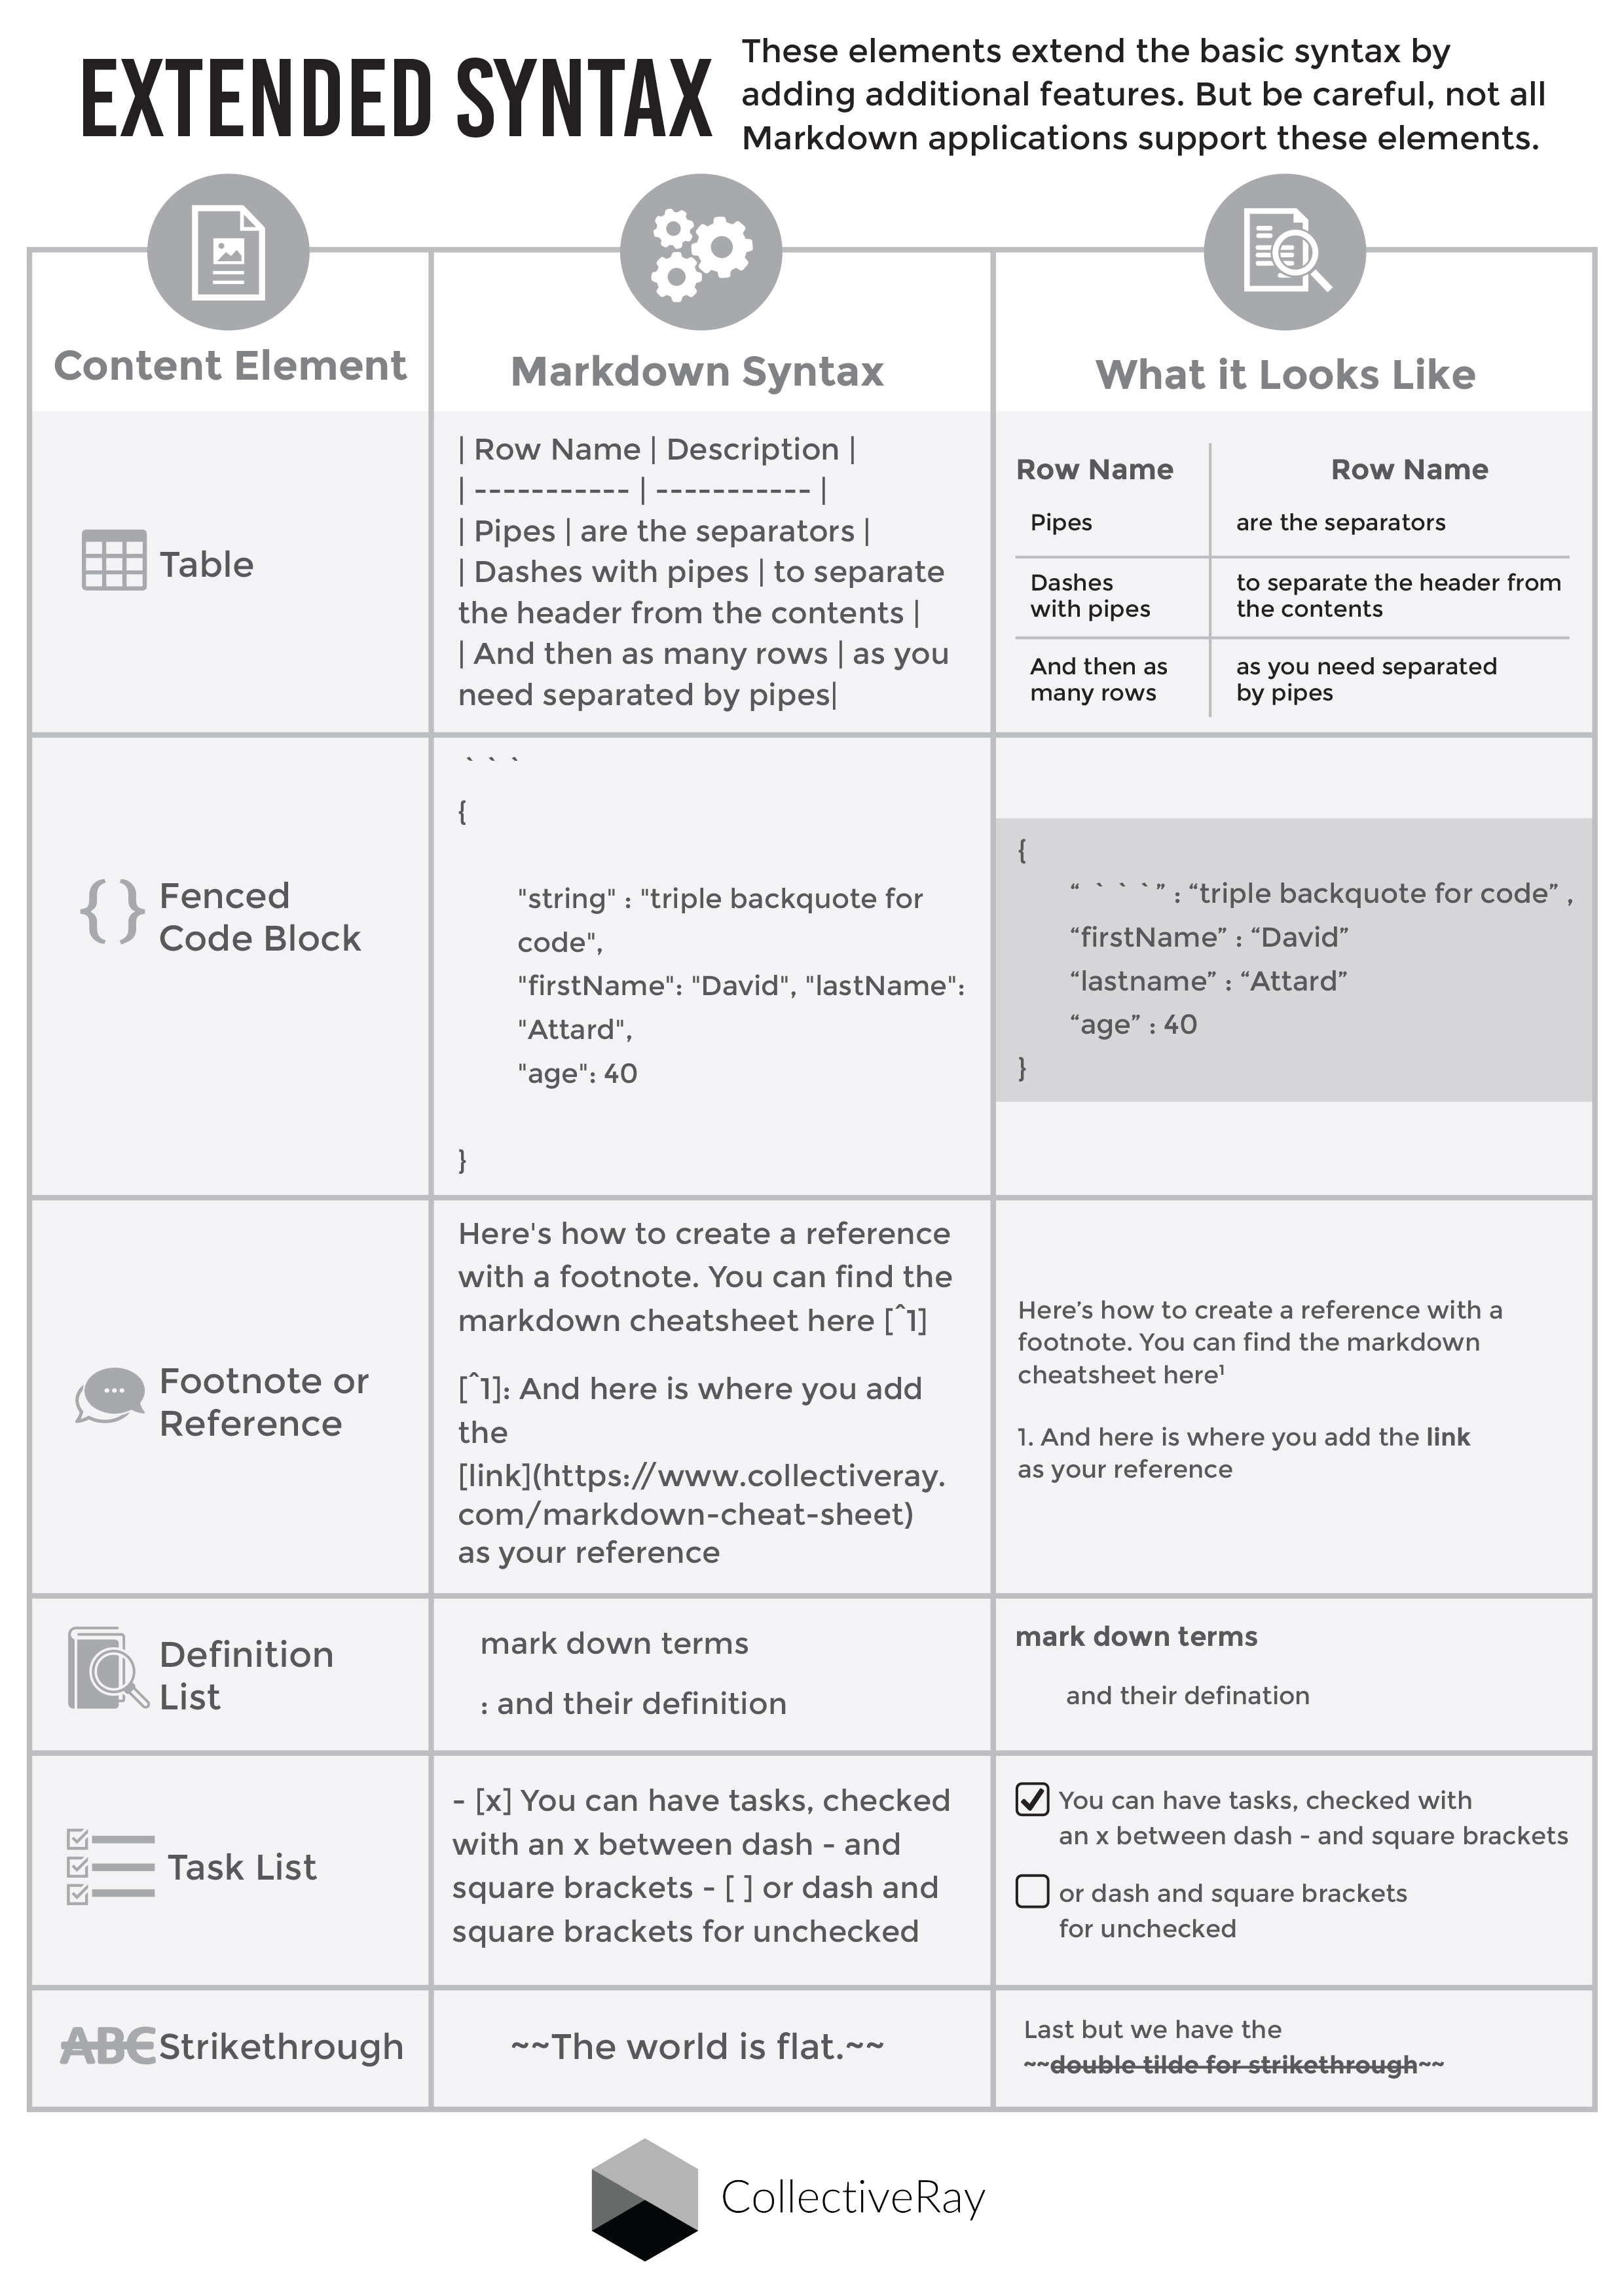 EXTENDED SYNTAX
These elements extend the basic syntax by
adding additional features. But be careful, not all
Markdown applications support these elements.
Content Element
Markdown Syntax
What it Looks Like
Table
| Row Name | Description |
| ----------- | ----------- |
| Pipes | are the separators |
| Dashes with pipes | to separate
the header from the contents |
| And then as many rows | as you
need separated by pipes|
Row Name
Row Name
Pipes
are the separators
Dashes
with pipes
to separate the header from
the contents
And then as
many rows
as you need separated
by pipes
Fenced
Code Block
` ` `
{
"string" : "triple backquote for
code",
"firstName": "David", "lastName":
"Attard",
"age": 40
}
{
“ ` ` `” : “triple backquote for code” ,
“firstName” : “David”
“lastname” : “Attard”
“age” : 40
}
Footnote or
Reference
Here's how to create a reference
with a footnote. You can find the
markdown cheatsheet here [^1]
[^1]: And here is where you add
the
[link](https://www.collectiveray.
com/markdown-cheat-sheet)
as your reference
Here’s how to create a reference with a
footnote. You can find the markdown
cheatsheet here¹
1. And here is where you add the link
as your reference
Definition
List
mark down terms
: and their definition
mark down terms
and their defination
Task List
- [x] You can have tasks, checked
with an x between dash - and
square brackets - [ ] or dash and
square brackets for unchecked
You can have tasks, checked with
an x between dash - and square brackets
or dash and square brackets
for unchecked
ABC
Strikethrough
~~The world is flat.~~
Last but we have the
~~double tilde for strikethrough~~
CollectiveRay